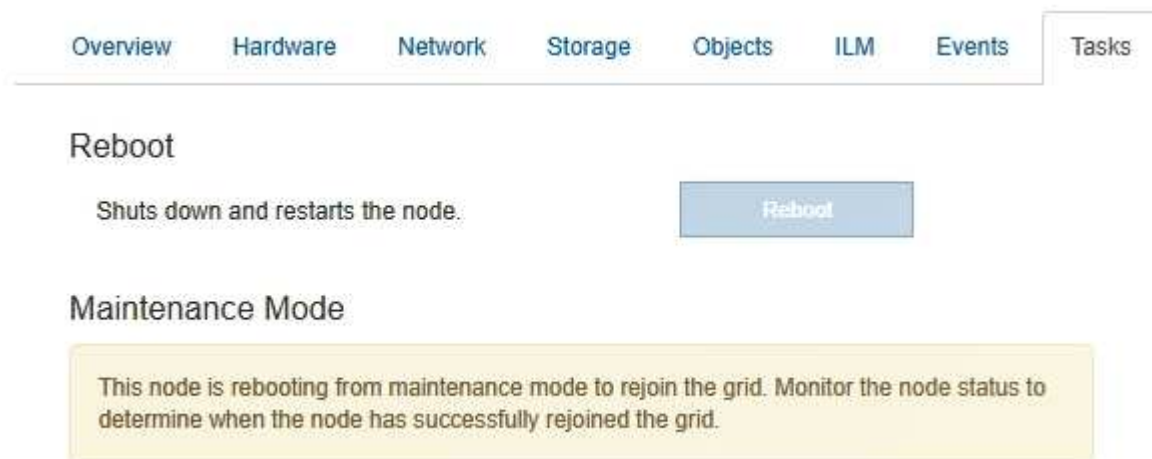 Overview Hardware Network Storage Objects ILM Events Tasks
Reboot
Shuts down and restarts the node. Reboot
Maintenance Mode
This node is rebooting from maintenance mode to rejoin the grid. Monitor the node status to
determine when the node has successfully rejoined the grid.